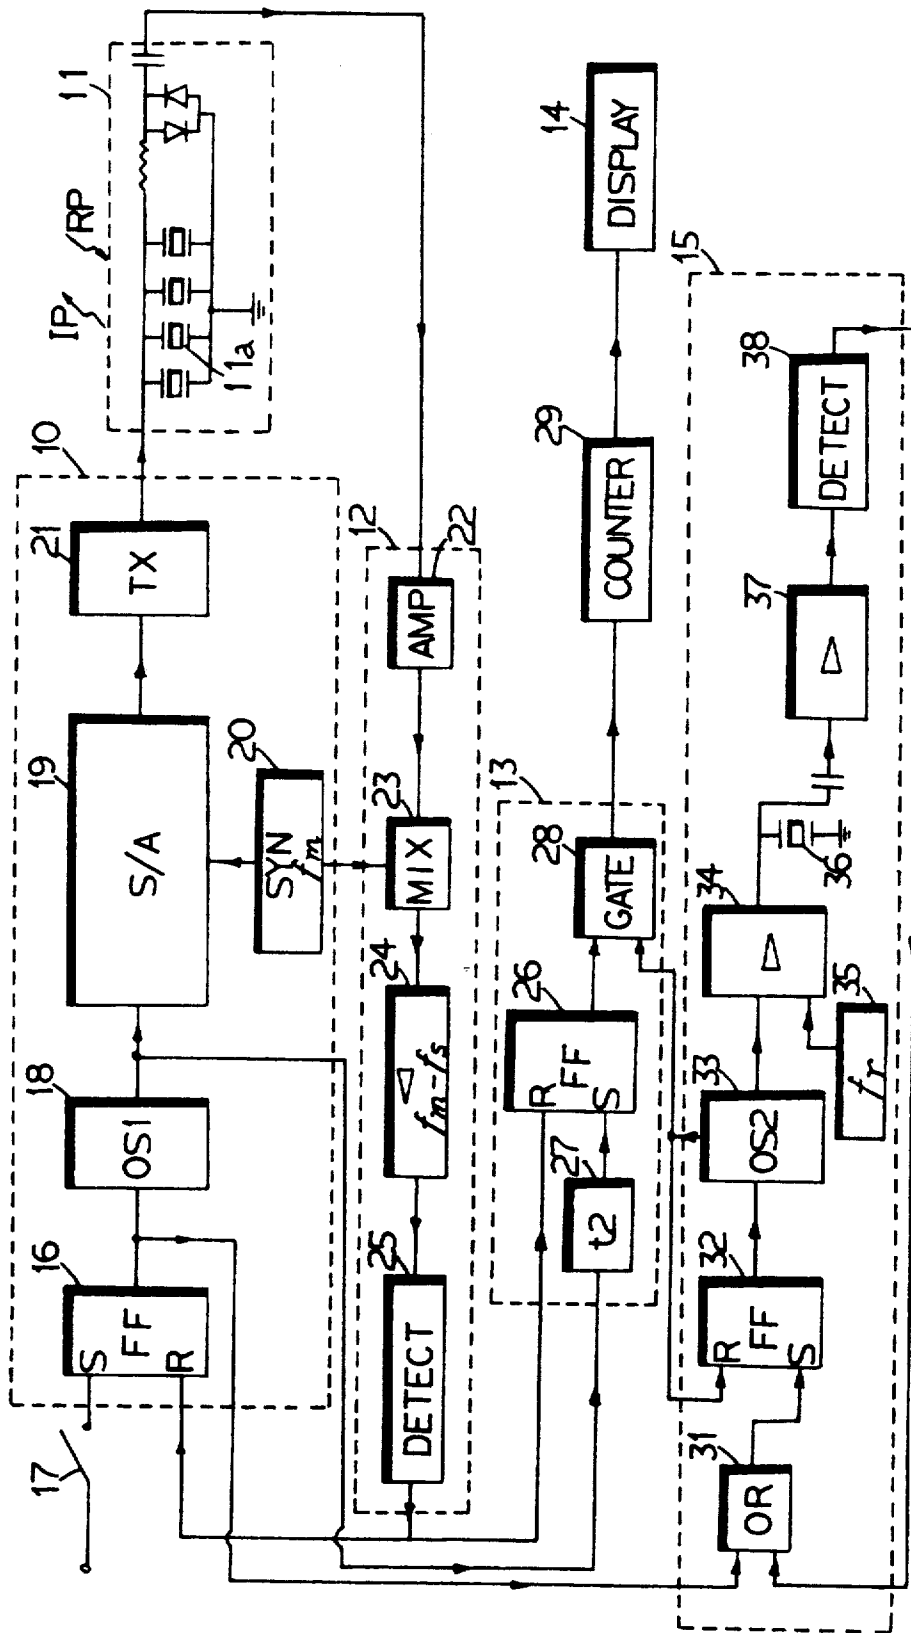 17
16
S
FF
R
18
OS1
19
S/A
20
SYN
fm
21
TX
10
IP
RP
11
11a
12
AMP
22
23
MIX
24
▷
fm-fs
25
DETECT
13
26
R
FF
S
27
t2
28
GATE
29
COUNTER
14
DISPLAY
15
31
OR
32
R
FF
S
33
OS2
34
▷
35
fr
36
37
▷
38
DETECT